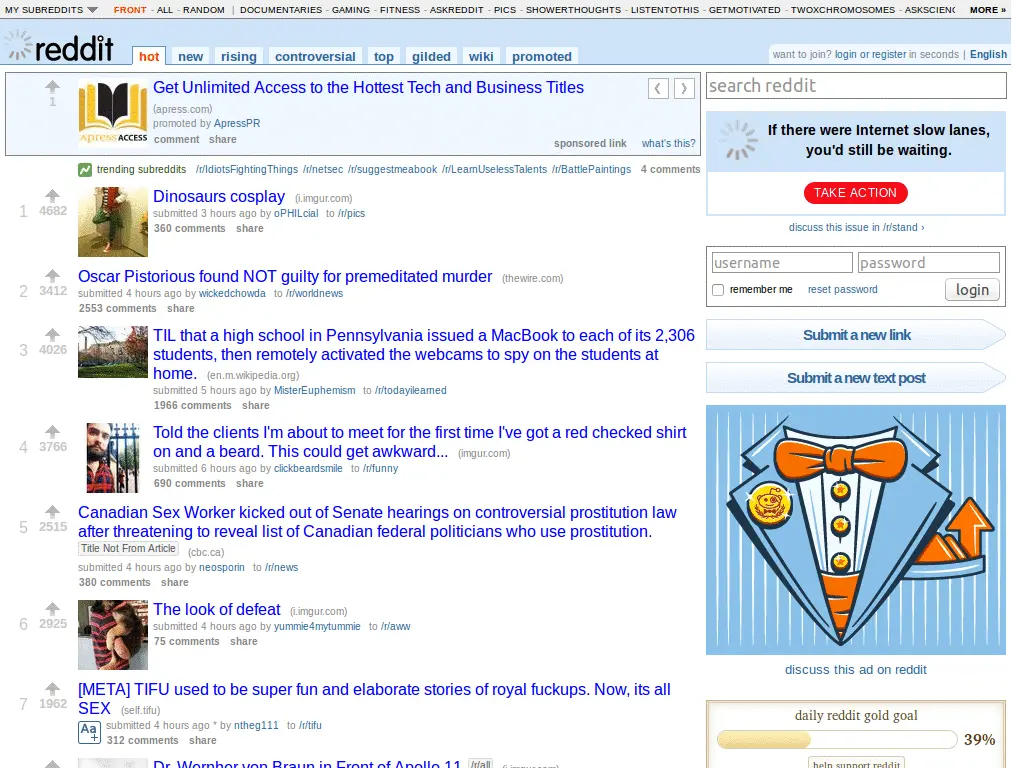 MY SUBREDDITS FRONT - ALL - RANDOM | DOCUMENTARIES - GAMING - FITNESS - ASKREDDIT - PICS - SHOWERTHOUGHTS - LISTENTOTHIS - GETMOTIVATED - TWOXCHROMOSOMES - ASKSCIENC MORE »
reddit hot new rising controversial top gilded wiki promoted
want to join? login or register in seconds | English
1
Get Unlimited Access to the Hottest Tech and Business Titles
(apress.com)
promoted by ApressPR
comment share
Apress ACCESS
sponsored link what's this?
trending subreddits /r/IdiotsFightingThings /r/netsec /r/suggestmeabook /r/LearnUselessTalents /r/BattlePaintings 4 comments
1 4682 Dinosaurs cosplay (i.imgur.com)
submitted 3 hours ago by oPHILcial to /r/pics
360 comments share
2 3412 Oscar Pistorious found NOT guilty for premeditated murder (thewire.com)
submitted 4 hours ago by wickedchowda to /r/worldnews
2553 comments share
3 4026 TIL that a high school in Pennsylvania issued a MacBook to each of its 2,306
students, then remotely activated the webcams to spy on the students at
home. (en.m.wikipedia.org)
submitted 5 hours ago by MisterEuphemism to /r/todayilearned
1966 comments share
4 3766 Told the clients I'm about to meet for the first time I've got a red checked shirt
on and a beard. This could get awkward... (imgur.com)
submitted 6 hours ago by clickbeardsmile to /r/funny
690 comments share
5 2515 Canadian Sex Worker kicked out of Senate hearings on controversial prostitution law
after threatening to reveal list of Canadian federal politicians who use prostitution.
Title Not From Article (cbc.ca)
submitted 4 hours ago by neosporin to /r/news
380 comments share
6 2925 The look of defeat (i.imgur.com)
submitted 4 hours ago by yummie4mytummie to /r/aww
75 comments share
7 1962 [META] TIFU used to be super fun and elaborate stories of royal fuckups. Now, its all
SEX (self.tifu)
Aa+ submitted 4 hours ago * by ntheg111 to /r/tifu
312 comments share
Dr. Wernher von Braun in Front of Apollo 11 /r/all (i.imgur.com)
search reddit
If there were Internet slow lanes,
you'd still be waiting.
TAKE ACTION
discuss this issue in /r/stand ›
username password
remember me reset password login
Submit a new link
Submit a new text post
discuss this ad on reddit
daily reddit gold goal
39%
help support reddit